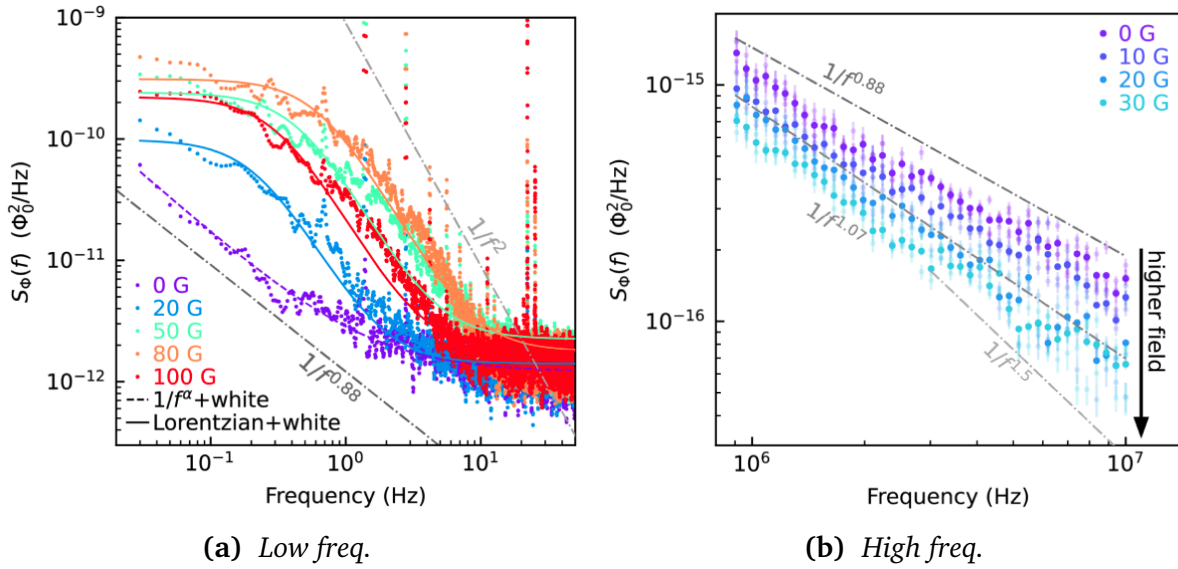 10⁻⁹
10⁻¹⁰
10⁻¹¹
10⁻¹²
S_Φ(f) (Φ₀²/Hz)
1/f²
0 G
20 G
50 G
80 G
100 G
1/f^α+white
Lorentzian+white
1/f^0.88
10⁻¹ 10⁰ 10¹
Frequency (Hz)
(a) Low freq.
10⁻¹⁵
10⁻¹⁶
S_Φ(f) (Φ₀²/Hz)
1/f^0.88
0 G
10 G
20 G
30 G
1/f^1.07
1/f^1.5
higher field
10⁶ 10⁷
Frequency (Hz)
(b) High freq.